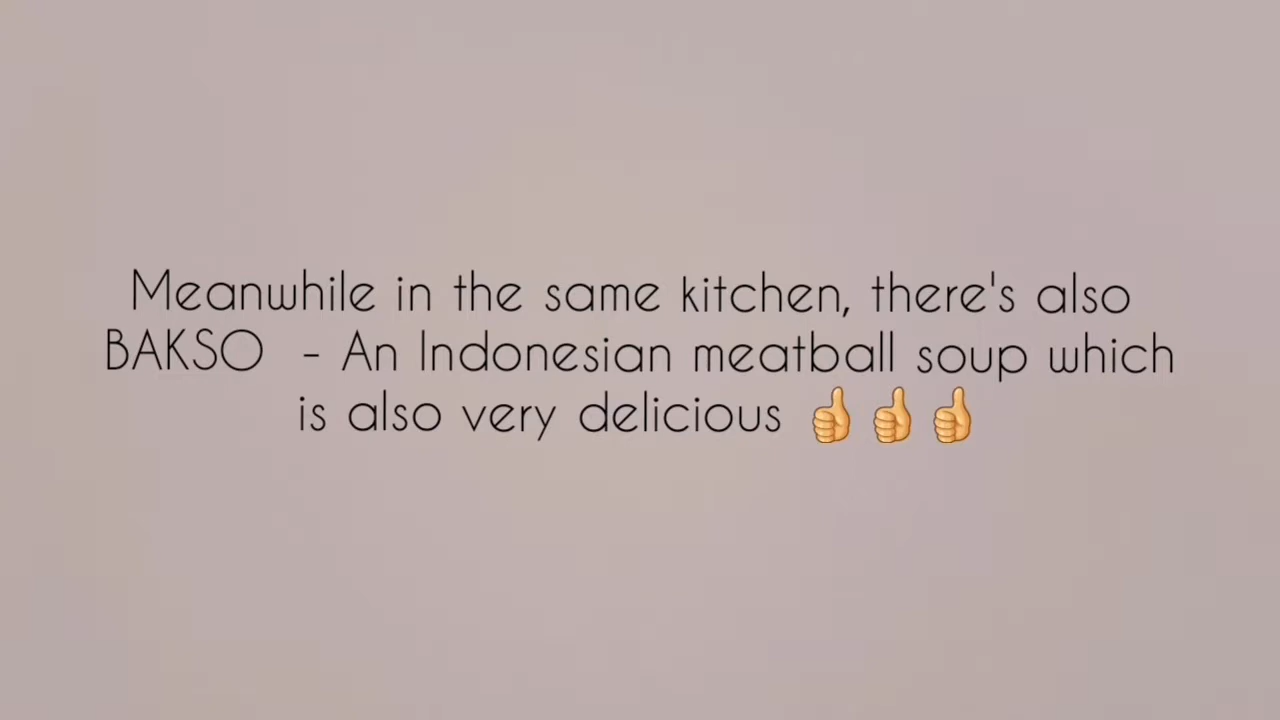 Meanwhile in the same kitchen, there's also
BAKSO  - An Indonesian meatball soup which
is also very delicious 👍👍👍